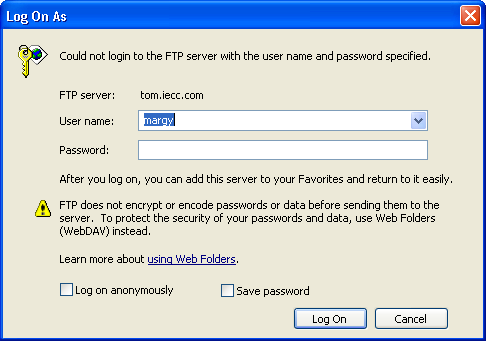 Log On As
Could not login to the FTP server with the user name and password specified.
FTP server: tom.iecc.com
User name: margy
Password:
After you log on, you can add this server to your Favorites and return to it easily.
FTP does not encrypt or encode passwords or data before sending them to the
server. To protect the security of your passwords and data, use Web Folders
(WebDAV) instead.
Learn more about using Web Folders.
Log on anonymously Save password
Log On Cancel